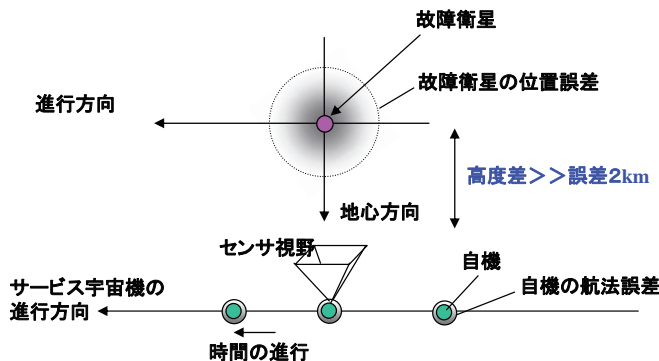 故障衛星
故障衛星の位置誤差
進行方向
高度差>>誤差2km
地心方向
センサ視野
自機
サービス宇宙機の
進行方向
自機の航法誤差
時間の進行